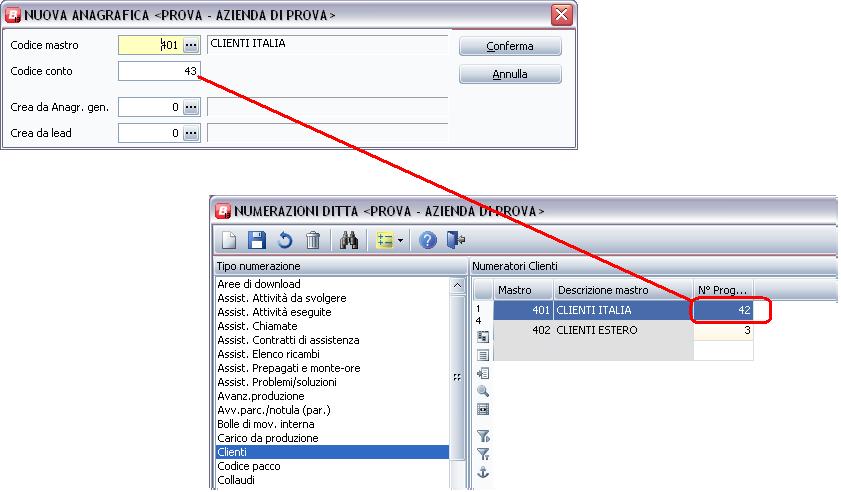 NUOVA ANAGRAFICA <PROVA - AZIENDA DI PROVA>
Codice mastro 401 ... CLIENTI ITALIA Conferma
Codice conto 43 Annulla
Crea da Anagr. gen. 0 ...
Crea da lead 0 ...
NUMERAZIONI DITTA <PROVA - AZIENDA DI PROVA>
Tipo numerazione
Aree di download
Assist. Attività da svolgere
Assist. Attività eseguite
Assist. Chiamate
Assist. Contratti di assistenza
Assist. Elenco ricambi
Assist. Prepagati e monte-ore
Assist. Problemi/soluzioni
Avanz.produzione
Avv.parc./notula (par.)
Bolle di mov. interna
Carico da produzione
Clienti
Codice pacco
Collaudi
Numeratori Clienti
Mastro Descrizione mastro N° Prog...
1
4
401 CLIENTI ITALIA 42
402 CLIENTI ESTERO 3